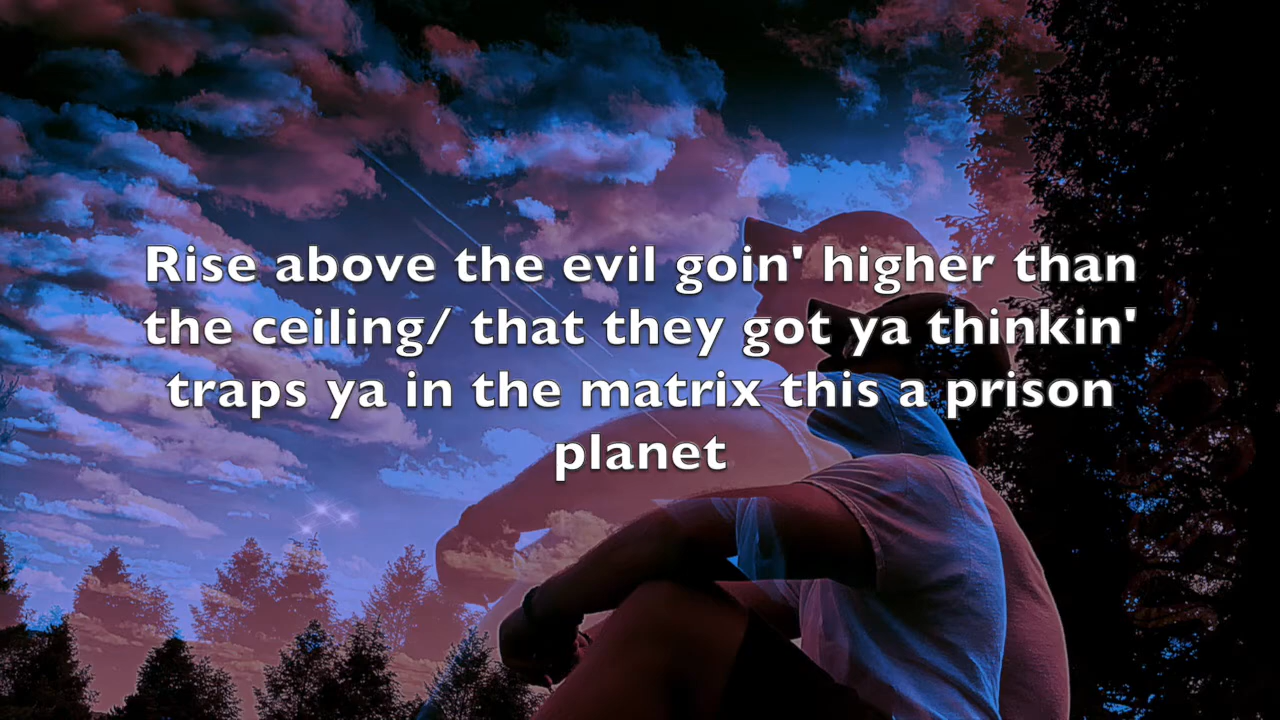 Rise above the evil goin' higher than
the ceiling/ that they got ya thinkin'
traps ya in the matrix this a prison
planet